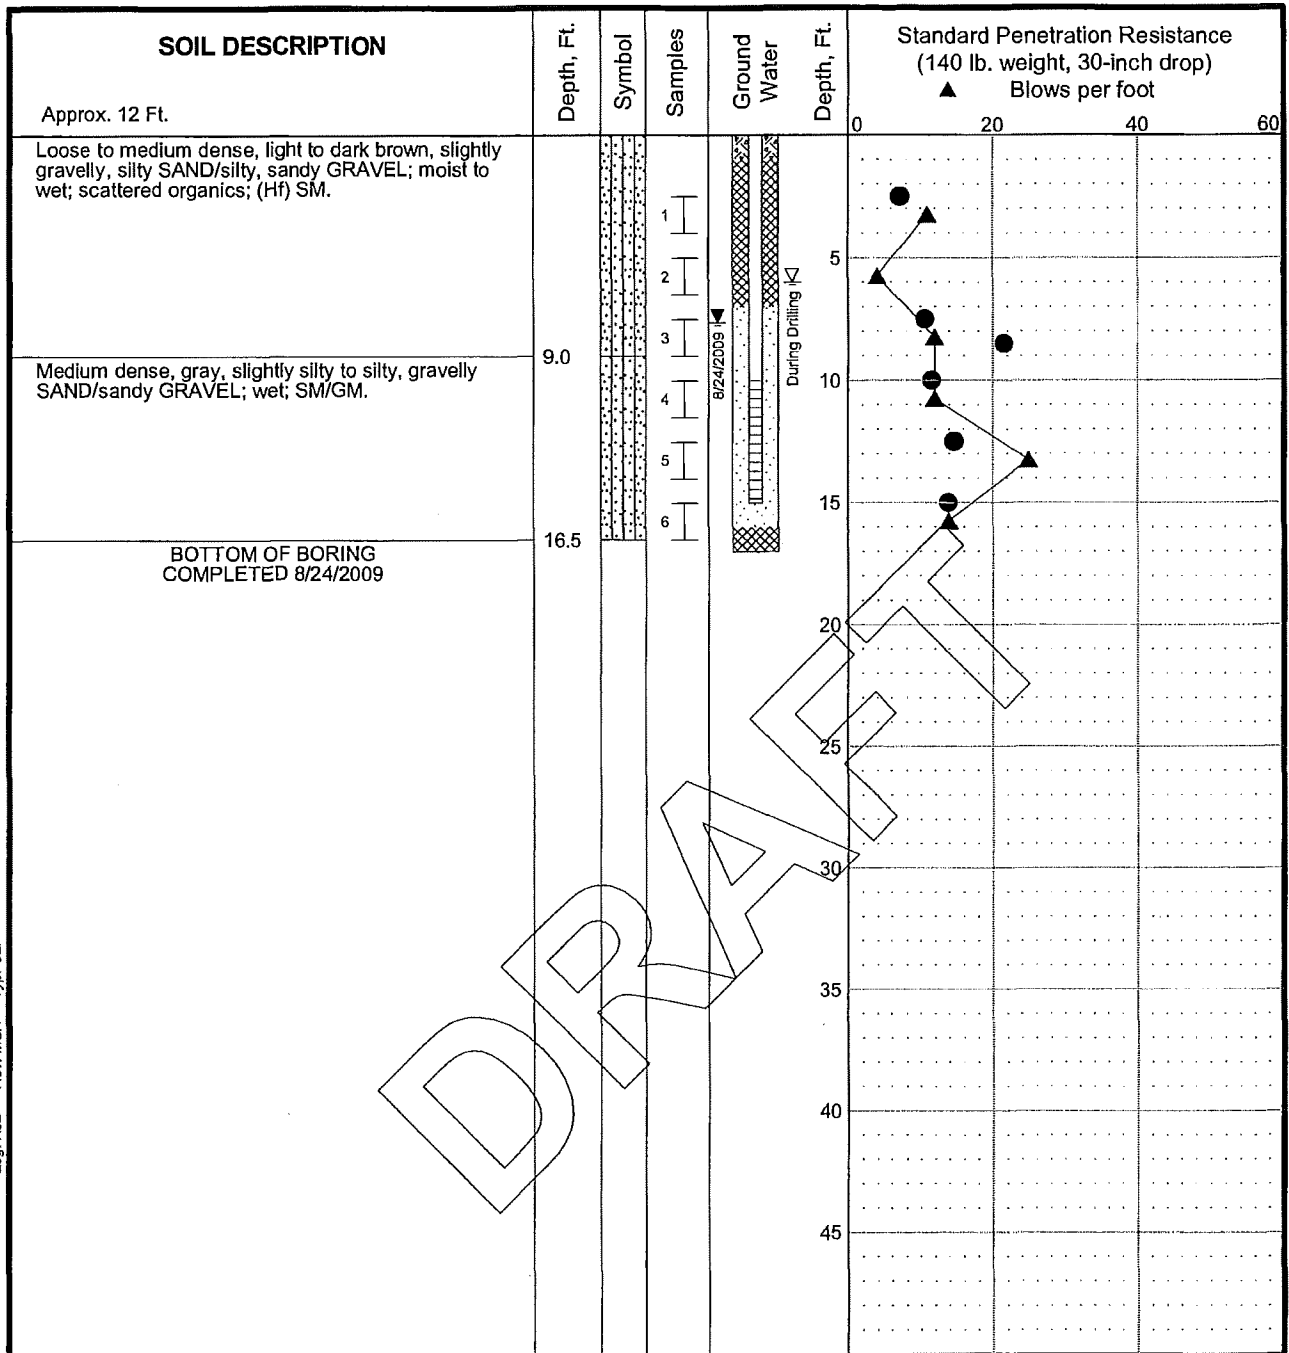 SOIL DESCRIPTION
Approx. 12 Ft.
Depth, Ft.
Symbol
Samples
Ground
Water
Depth, Ft.
Standard Penetration Resistance
(140 lb. weight, 30-inch drop)
▲ Blows per foot
0 20 40 60
Loose to medium dense, light to dark brown, slightly
gravelly, silty SAND/silty, sandy GRAVEL; moist to
wet; scattered organics; (Hf) SM.
1
2
3
8/24/2009
During Drilling
5
9.0
Medium dense, gray, slightly silty to silty, gravelly
SAND/sandy GRAVEL; wet; SM/GM.
4
5
6
10
15
16.5
BOTTOM OF BORING
COMPLETED 8/24/2009
20
25
30
35
40
45
DRAFT